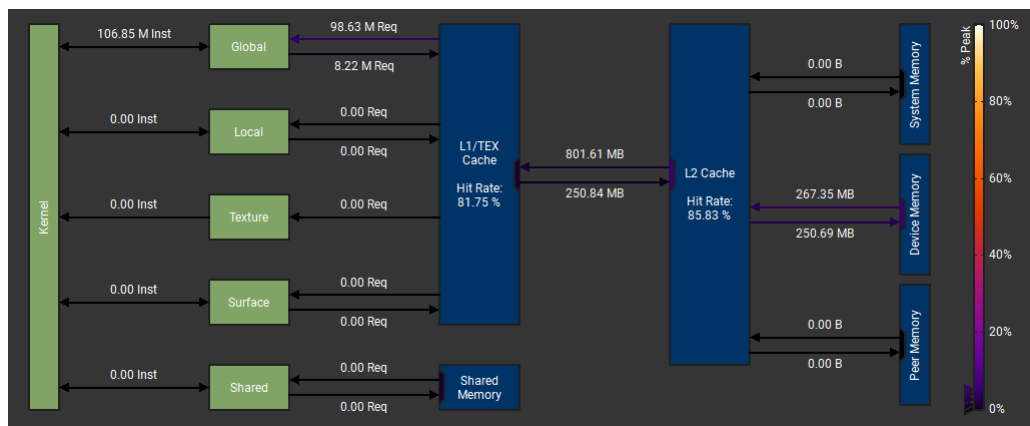 Kernel
106.85 M Inst
Global
98.63 M Req
8.22 M Req
0.00 Inst
Local
0.00 Req
0.00 Req
0.00 Inst
Texture
0.00 Req
0.00 Inst
Surface
0.00 Req
0.00 Req
0.00 Inst
Shared
0.00 Req
0.00 Req
L1/TEX
Cache
Hit Rate:
81.75 %
Shared
Memory
801.61 MB
250.84 MB
L2 Cache
Hit Rate:
85.83 %
0.00 B
0.00 B
System Memory
267.35 MB
250.69 MB
Device Memory
0.00 B
0.00 B
Peer Memory
% Peak
100%
80%
60%
40%
20%
0%